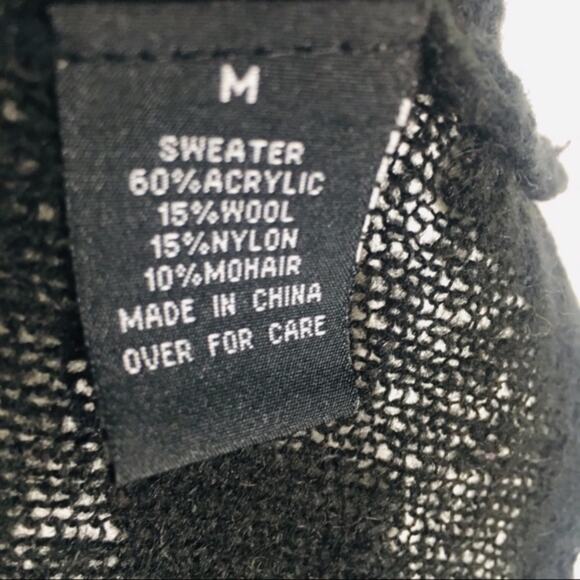 M
SWEATER
60%ACRYLIC
15%WOOL
15%NYLON
10%MOHAIR
MADE IN CHINA
OVER FOR CARE